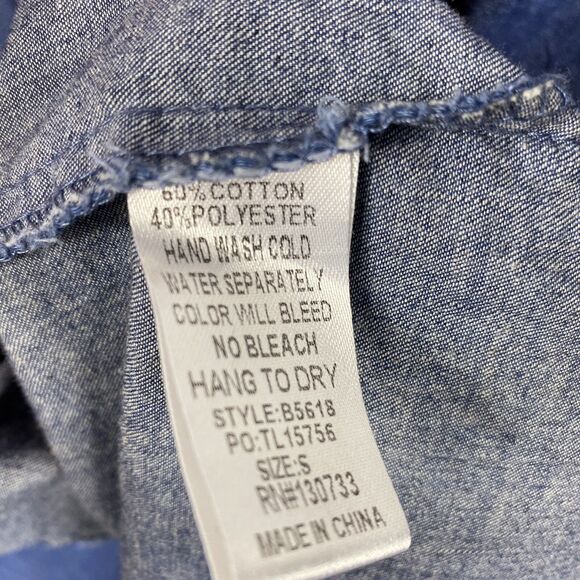 60% COTTON
40%POLYESTER
HAND WASH COLD
WATER SEPARATELY
COLOR WILL BLEED
NO BLEACH
HANG TO DRY
STYLE:B5618
PO:TL15756
SIZE:S
RN#130733
MADE IN CHINA